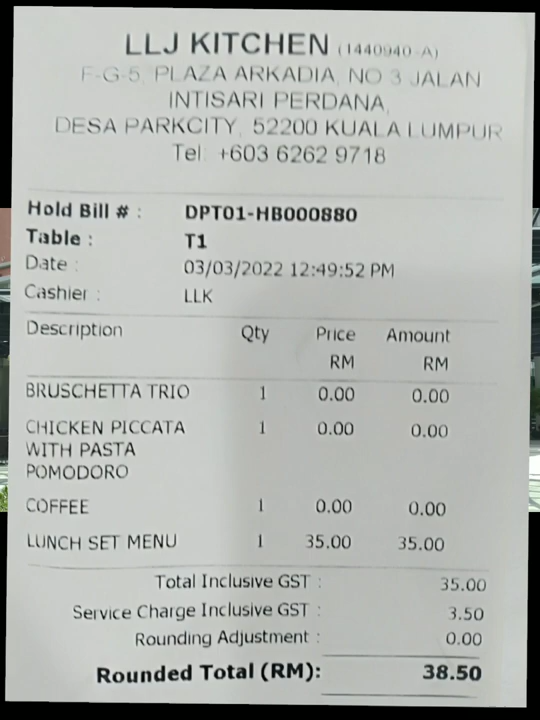 LLJ KITCHEN (1440940-A)
F-G-5, PLAZA ARKADIA, NO 3 JALAN
INTISARI PERDANA,
DESA PARKCITY, 52200 KUALA LUMPUR
Tel: +603 6262 9718
Hold Bill # : DPT01-HB000880
Table : T1
Date : 03/03/2022 12:49:52 PM
Cashier : LLK
Description Qty Price Amount
RM RM
BRUSCHETTA TRIO 1 0.00 0.00
CHICKEN PICCATA 1 0.00 0.00
WITH PASTA
POMODORO
COFFEE 1 0.00 0.00
LUNCH SET MENU 1 35.00 35.00
Total Inclusive GST : 35.00
Service Charge Inclusive GST : 3.50
Rounding Adjustment : 0.00
Rounded Total (RM): 38.50